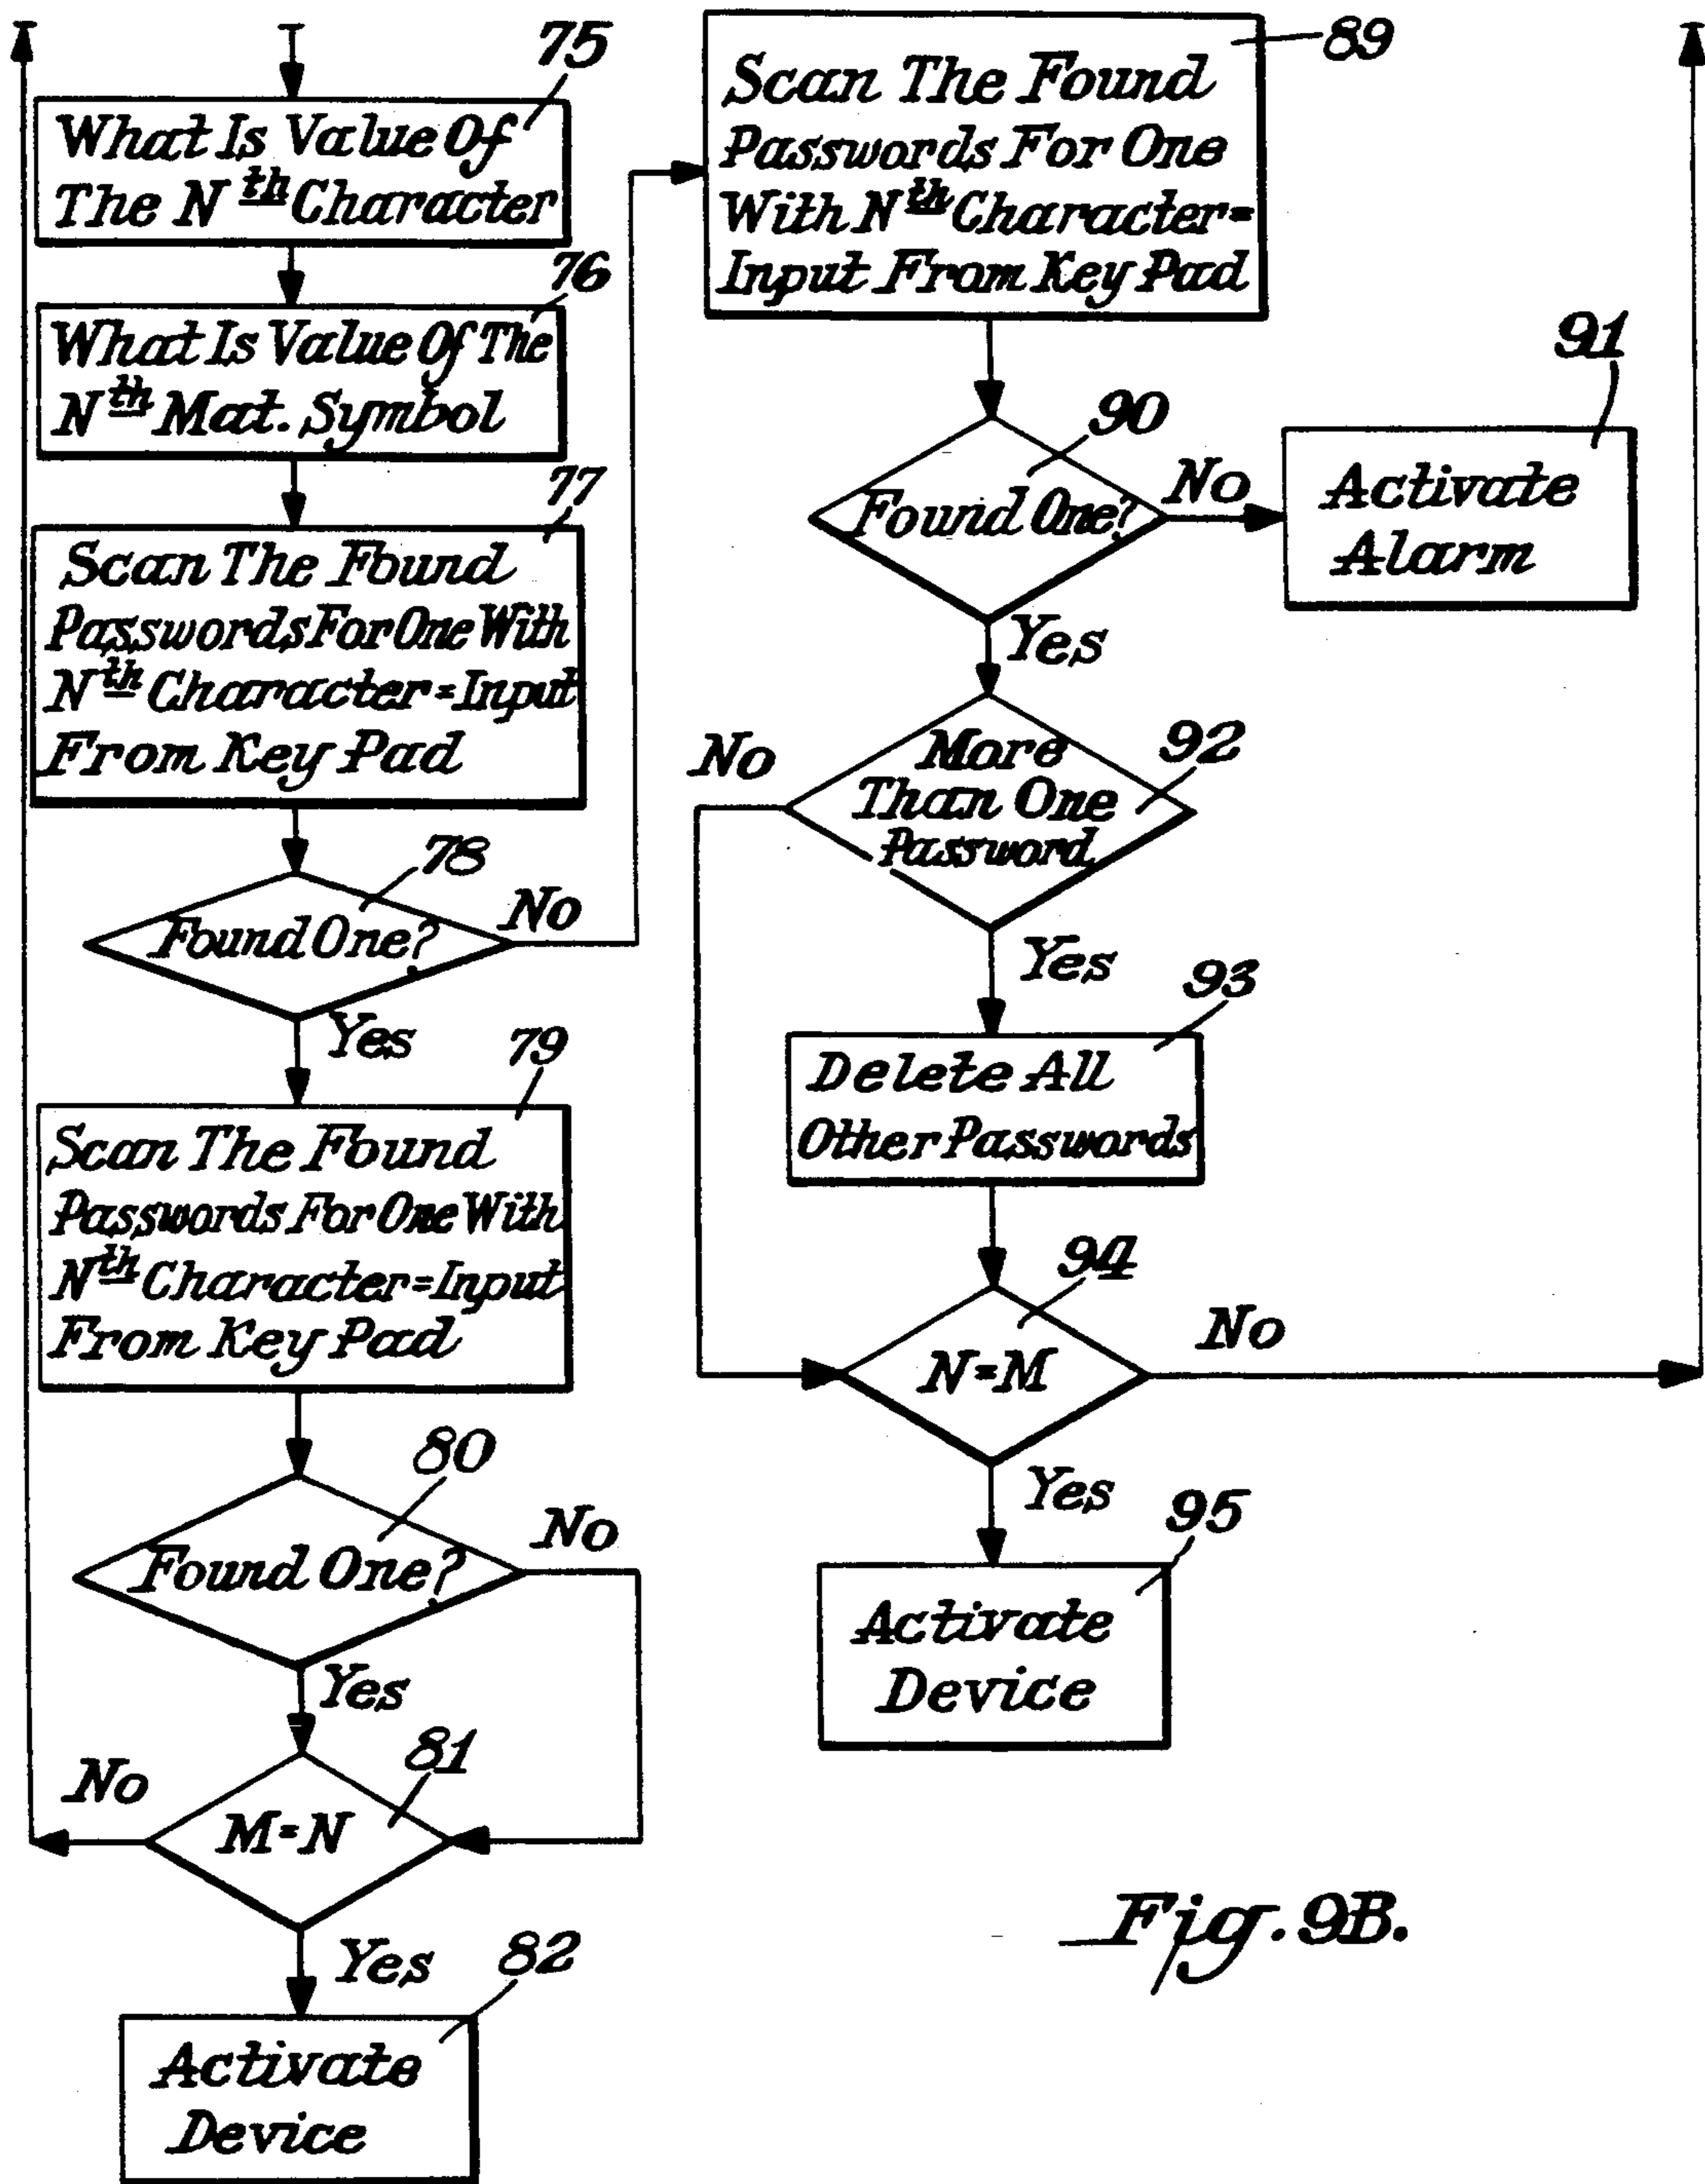 75
What Is Value Of
The Nth Character
76
What Is Value Of The
Nth Mat. Symbol
77
Scan The Found
Passwords For One With
Nth Character=Input
From Key Pad
78
Found One?
No
Yes
79
Scan The Found
Passwords For One With
Nth Character=Input
From Key Pad
80
Found One?
No
Yes
81
No
M=N
Yes
82
Activate
Device
89
Scan The Found
Passwords For One
With Nth Character=
Input From Key Pad
90
Found One?
No
91
Activate
Alarm
Yes
92
No
More
Than One
Password
Yes
93
Delete All
Other Passwords
94
N=M
No
Yes
95
Activate
Device
Fig. 9B.